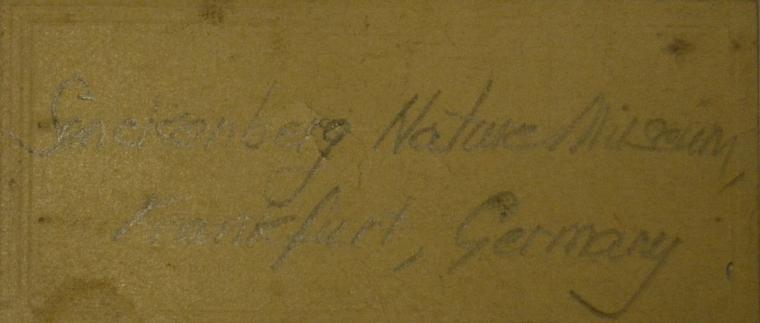 Senckenberg Nature Museum,
Frankfurt, Germany